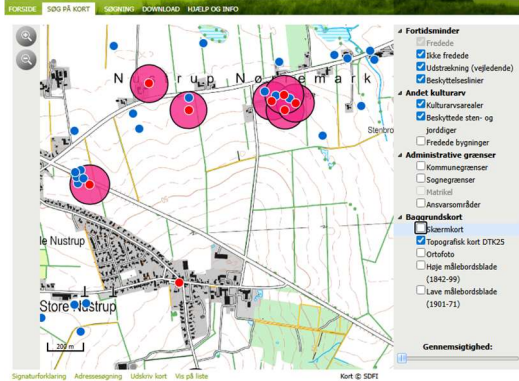 FORSIDE SØG PÅ KORT SØGNING DOWNLOAD HJÆLP OG INFO
Fortidsminder
Fredede
Ikke fredede
Udstrækning (vejledende)
Beskyttelseslinier
Andet kulturarv
Kulturarvsarealer
Beskyttede sten- og
jorddiger
Fredede bygninger
Administrative grænser
Kommunegrænser
Sognegrænser
Matrikel
Ansvarsområder
Baggrundskort
Skærmkort
Topografisk kort DTK25
Ortofoto
Høje målebordsblade
(1842-99)
Lave målebordsblade
(1901-71)
Gennemsigtighed:
Nustrup Nørremark
Stenbro
le Nustrup
Store Nustrup
200 m
Signaturforklaring Adressesøgning Udskriv kort Vis på liste Kort © SDFI